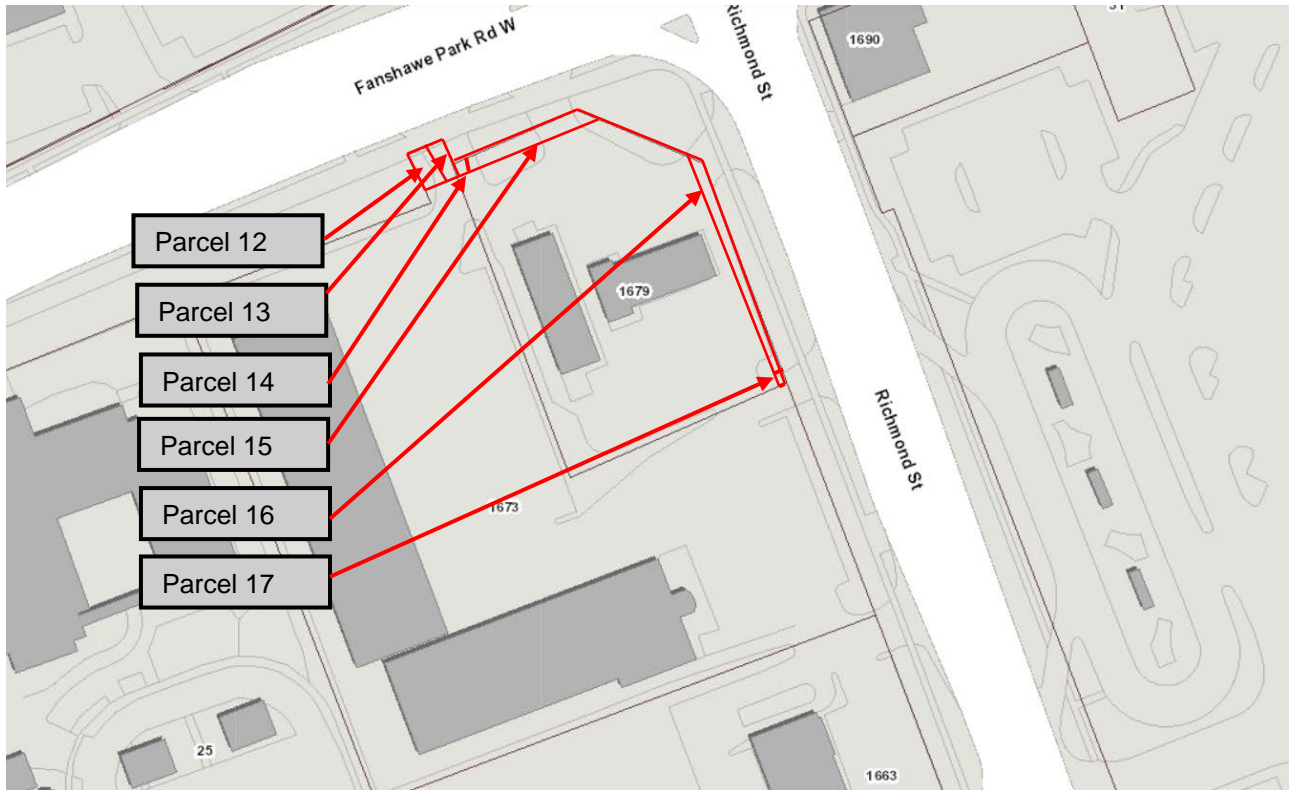 31
Richmond St
1690
Fanshawe Park Rd W
Parcel 12
Parcel 13
1679
Parcel 14
Richmond St
Parcel 15
Parcel 16
1673
Parcel 17
25
1663